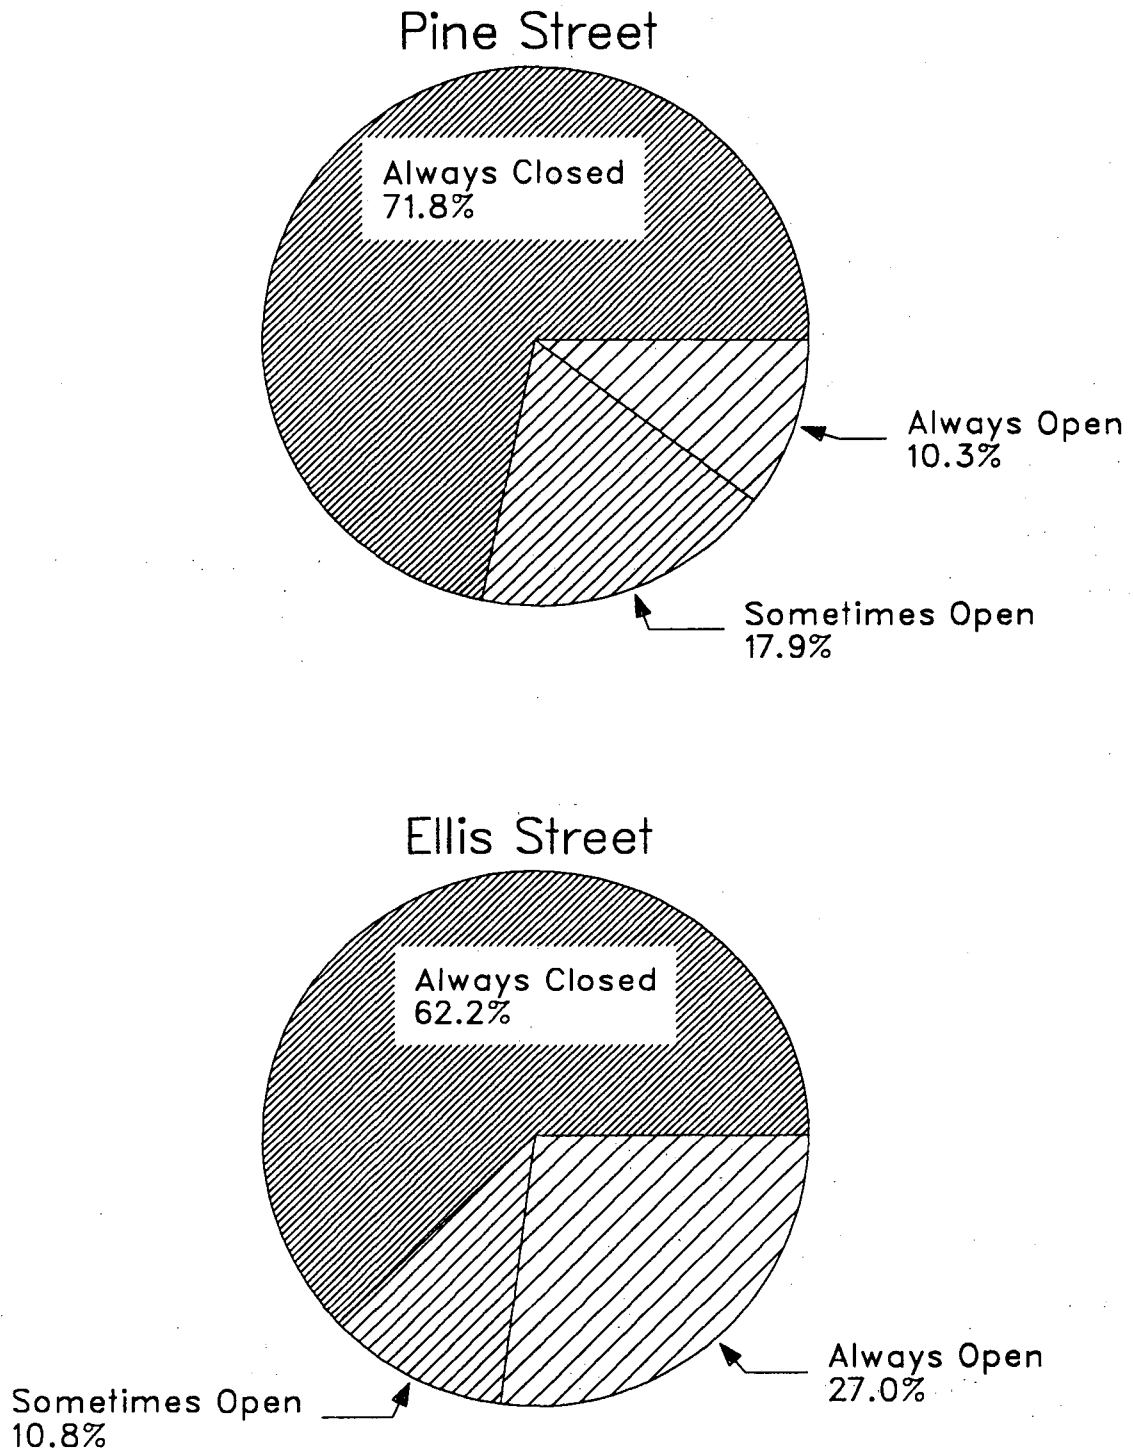 Pine Street
Always Closed
71.8%
Always Open
10.3%
Sometimes Open
17.9%
Ellis Street
Always Closed
62.2%
Always Open
27.0%
Sometimes Open
10.8%